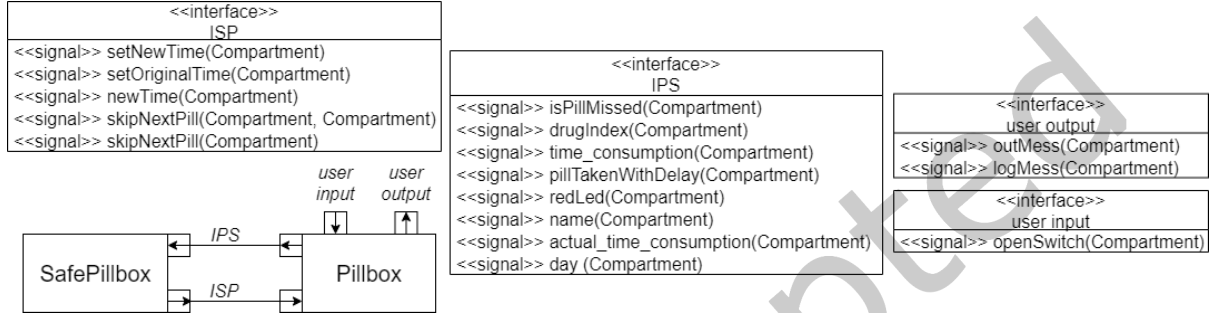 <<interface>>
ISP
<<signal>> setNewTime(Compartment)
<<signal>> setOriginalTime(Compartment)
<<signal>> newTime(Compartment)
<<signal>> skipNextPill(Compartment, Compartment)
<<signal>> skipNextPill(Compartment)
<<interface>>
IPS
<<signal>> isPillMissed(Compartment)
<<signal>> drugIndex(Compartment)
<<signal>> time_consumption(Compartment)
<<signal>> pillTakenWithDelay(Compartment)
<<signal>> redLed(Compartment)
<<signal>> name(Compartment)
<<signal>> actual_time_consumption(Compartment)
<<signal>> day (Compartment)
<<interface>>
user output
<<signal>> outMess(Compartment)
<<signal>> logMess(Compartment)
<<interface>>
user input
<<signal>> openSwitch(Compartment)
user input
user output
SafePillbox
IPS
ISP
Pillbox
pted